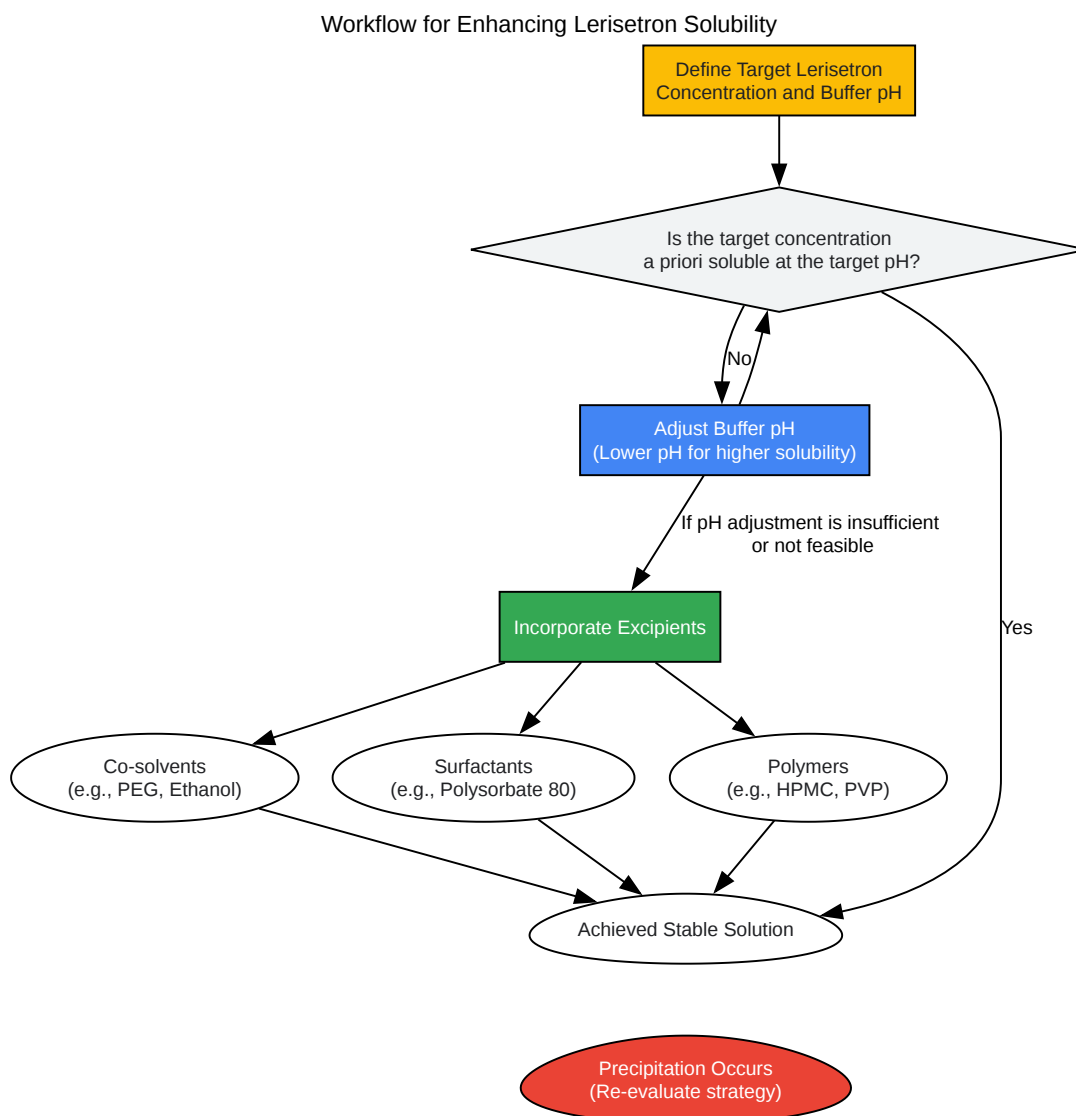 Workflow for Enhancing Lerisetron Solubility
Define Target Lerisetron
Concentration and Buffer pH
Is the target concentration
a priori soluble at the target pH?
No
Adjust Buffer pH
(Lower pH for higher solubility)
If pH adjustment is insufficient
or not feasible
Incorporate Excipients
Yes
Co-solvents
(e.g., PEG, Ethanol)
Surfactants
(e.g., Polysorbate 80)
Polymers
(e.g., HPMC, PVP)
Achieved Stable Solution
Precipitation Occurs
(Re-evaluate strategy)